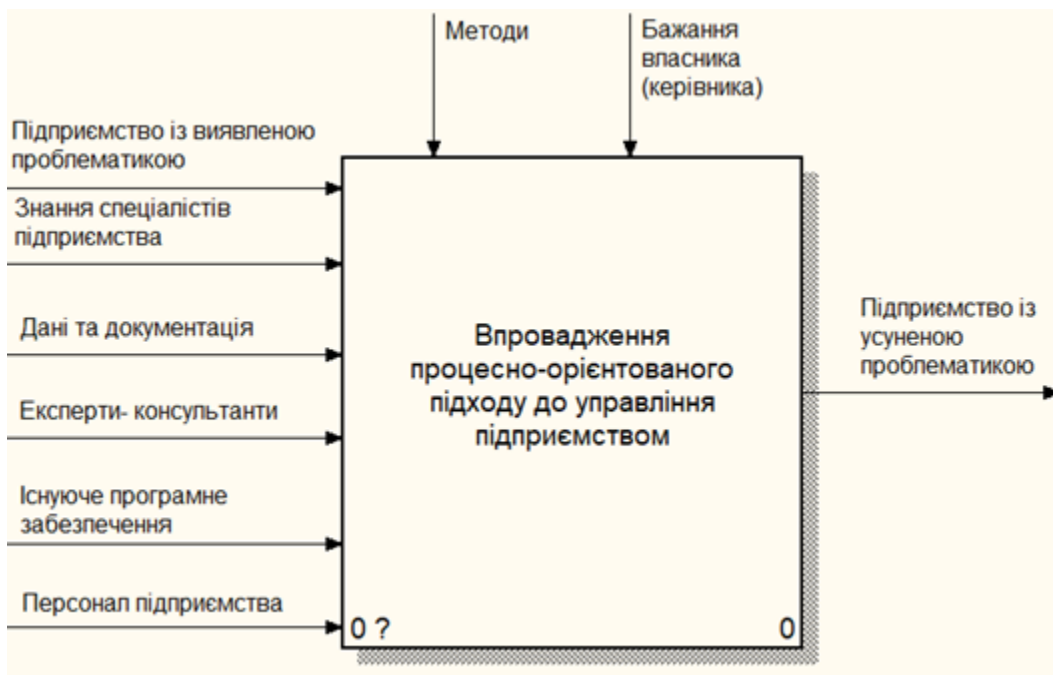 Методи
Бажання
власника
(керівника)
Підприємство із виявленою
проблематикою
Знання спеціалістів
підприємства
Дані та документація
Експерти- консультанти
Існуюче програмне
забезпечення
Персонал підприємства
Впровадження
процесно-орієнтованого
підходу до управління
підприємством
0 ?
0
Підприємство із
усуненою
проблематикою